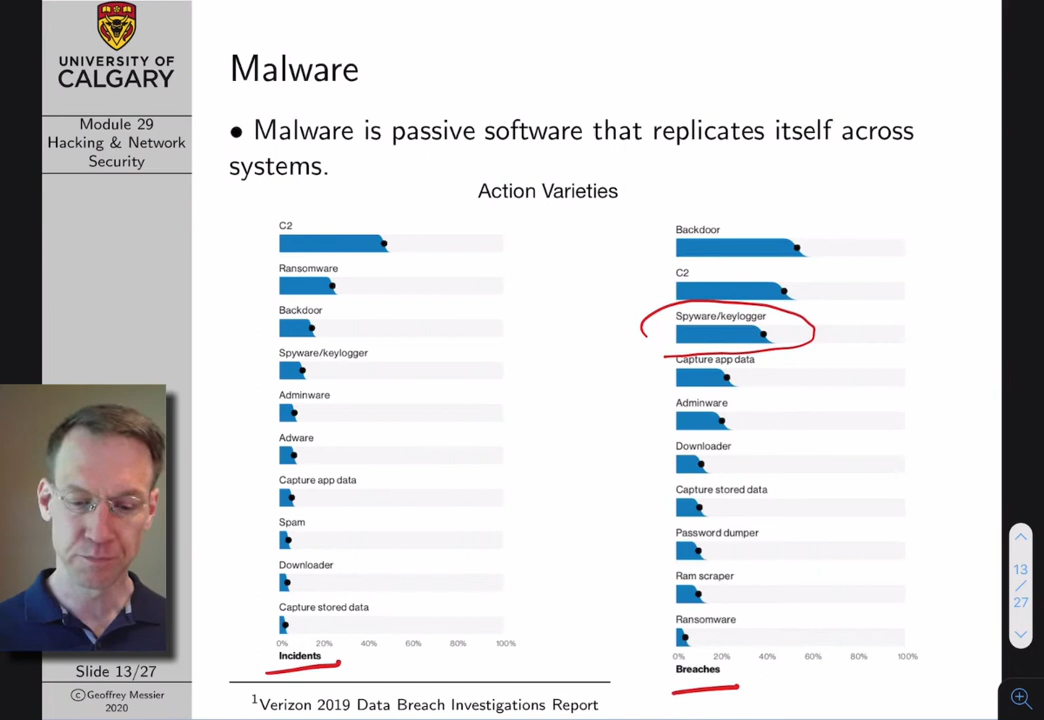 UNIVERSITY OF
CALGARY
Module 29
Hacking & Network
Security
Malware
• Malware is passive software that replicates itself across
systems.
Action Varieties
C2
Ransomware
Backdoor
Spyware/keylogger
Adminware
Adware
Capture app data
Spam
Downloader
Capture stored data
0% 20% 40% 60% 80% 100%
Incidents
Backdoor
C2
Spyware/keylogger
Capture app data
Adminware
Downloader
Capture stored data
Password dumper
Ram scraper
Ransomware
0% 20% 40% 60% 80% 100%
Breaches
1Verizon 2019 Data Breach Investigations Report
Slide 13/27
© Geoffrey Messier
2020
13
/
27